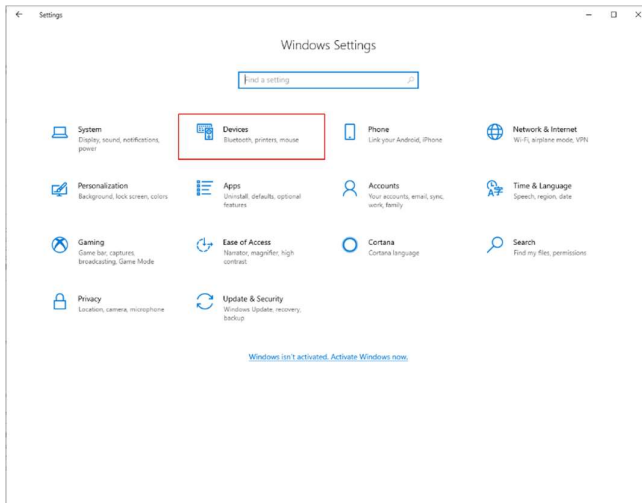 Settings
Windows Settings
Find a setting
System
Display, sound, notifications,
power
Devices
Bluetooth, printers, mouse
Phone
Link your Android, iPhone
Network & Internet
Wi-Fi, airplane mode, VPN
Personalization
Background, lock screen, colors
Apps
Uninstall, defaults, optional
features
Accounts
Your accounts, email, sync,
work, family
Time & Language
Speech, region, date
Gaming
Game bar, captures,
broadcasting, Game Mode
Ease of Access
Narrator, magnifier, high
contrast
Cortana
Cortana language
Search
Find my files, permissions
Privacy
Location, camera, microphone
Update & Security
Windows Update, recovery,
backup
Windows isn't activated. Activate Windows now.